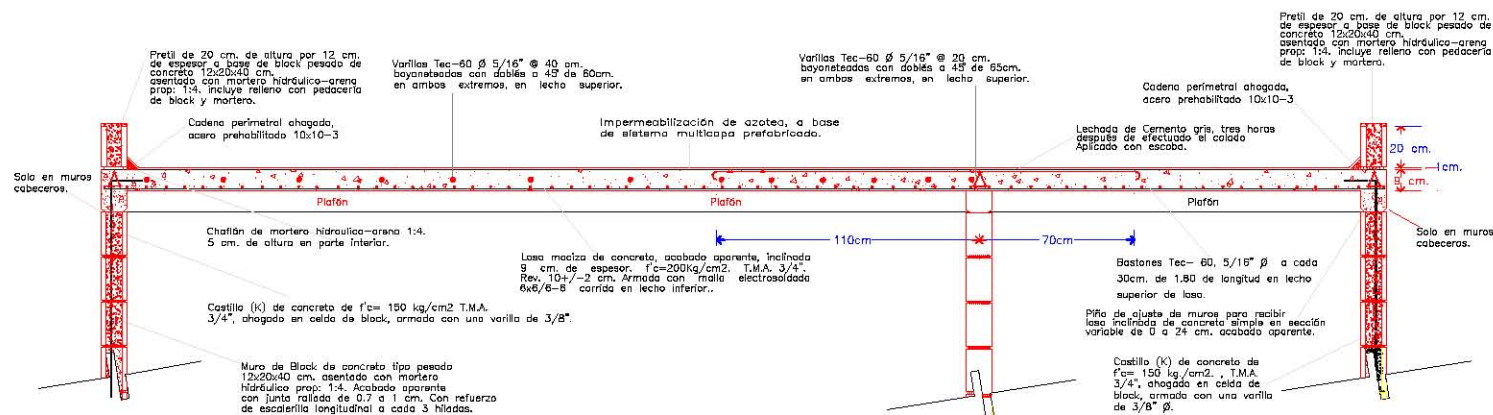 Pretil de 20 cm. de altura por 12 cm.
de espesor a base de block pesado de
concreto 12x20x40 cm.
asentado con mortero hidráulico-arena
prop: 1:4. incluye relleno con pedacería
de block y mortero.
Cadena perimetral ahogada,
acero prehabilitado 10x10-3
Varillas Tec-60 Ø 5/16" @ 40 cm.
bayoneteadas con doblés a 45° de 60cm.
en ambos extremos, en lecho superior.
Impermeabilización de azotea, a base
de sistema multicapa prefabricado.
Varillas Tec-60 Ø 5/16" @ 20 cm.
bayoneteadas con doblés a 45° de 65cm.
en ambos extremos, en lecho superior.
Lechada de Cemento gris, tres horas
después de efectuado el colado
Aplicado con escoba.
Cadena perimetral ahogada,
acero prehabilitado 10x10-3
Pretil de 20 cm. de altura por 12 cm.
de espesor a base de block pesado de
concreto 12x20x40 cm.
asentado con mortero hidráulico-arena
prop: 1:4. incluye relleno con pedacería
de block y mortero.
20 cm.
1cm.
9 cm.
Solo en muros
cabeceros.
Plafón
Plafón
Plafón
Solo en muros
cabeceros.
Chaflán de mortero hidraulico-arena 1:4.
5 cm. de altura en parte interior.
110cm
70cm
Losa maciza de concreto, acabado aparente, inclinada
9 cm. de espesor. f'c=200Kg/cm2. T.M.A. 3/4".
Rev. 10+/-2 cm. Armada con malla electrosoldada
6x6/6-6 corrida en lecho inferior..
Bastones Tec- 60, 5/16" Ø a cada
30cm. de 1.80 de longitud en lecho
superior de losa.
Castillo (K) de concreto de f'c= 150 kg/cm2 T.M.A.
3/4", ahogado en celda de block, armada con una varilla de 3/8".
Piña de ajuste de muros para recibir
losa inclinada de concreto simple en sección
variable de 0 a 24 cm. acabado aparente.
Muro de Block de concreto tipo pesado
12x20x40 cm. asentado con mortero
hidráulico prop: 1:4. Acabado aparente
con junta rallada de 0.7 a 1 cm. Con refuerzo
de escalerilla longitudinal a cada 3 hiladas.
Castillo (K) de concreto de
f'c= 150 kg./cm2. , T.M.A.
3/4", ahogado en celda de
block, armada con una varilla
de 3/8" Ø.